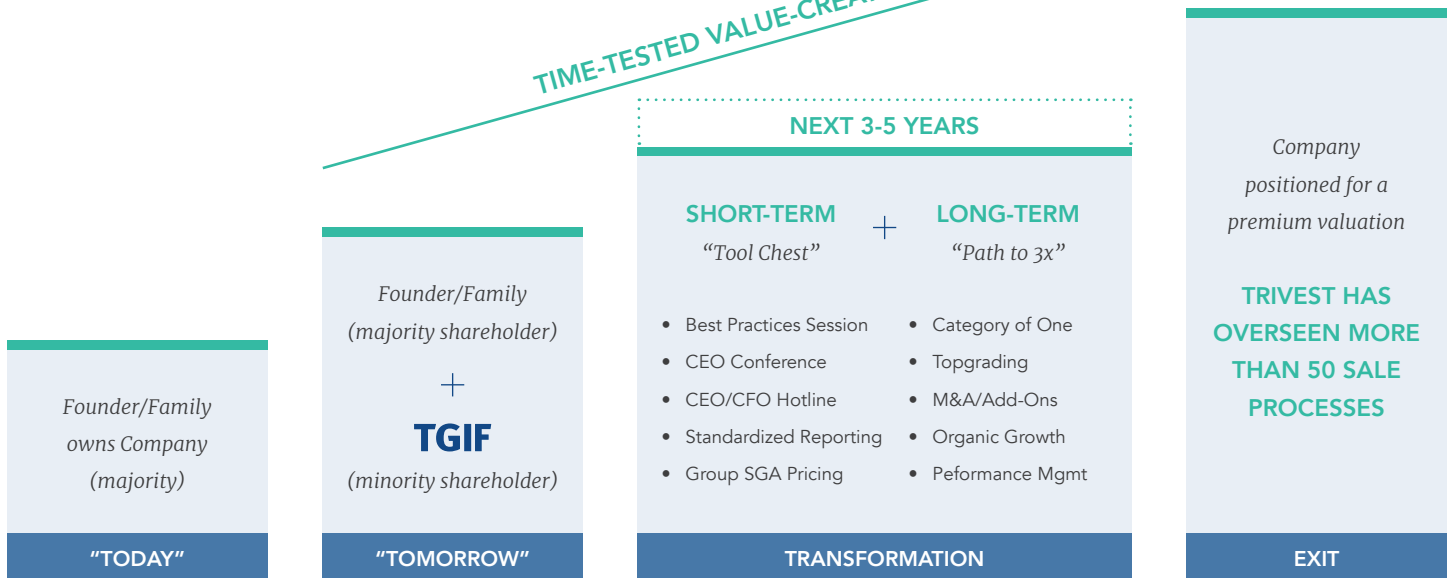 TIME-TESTED VALUE-CREA
NEXT 3-5 YEARS
Founder/Family
owns Company
(majority)
"TODAY"
Founder/Family
(majority shareholder)
+
TGIF
(minority shareholder)
"TOMORROW"
SHORT-TERM
"Tool Chest"
• Best Practices Session
• CEO Conference
• CEO/CFO Hotline
• Standardized Reporting
• Group SGA Pricing
+
LONG-TERM
"Path to 3x"
• Category of One
• Topgrading
• M&A/Add-Ons
• Organic Growth
• Peformance Mgmt
TRANSFORMATION
Company
positioned for a
premium valuation
TRIVEST HAS
OVERSEEN MORE
THAN 50 SALE
PROCESSES
EXIT